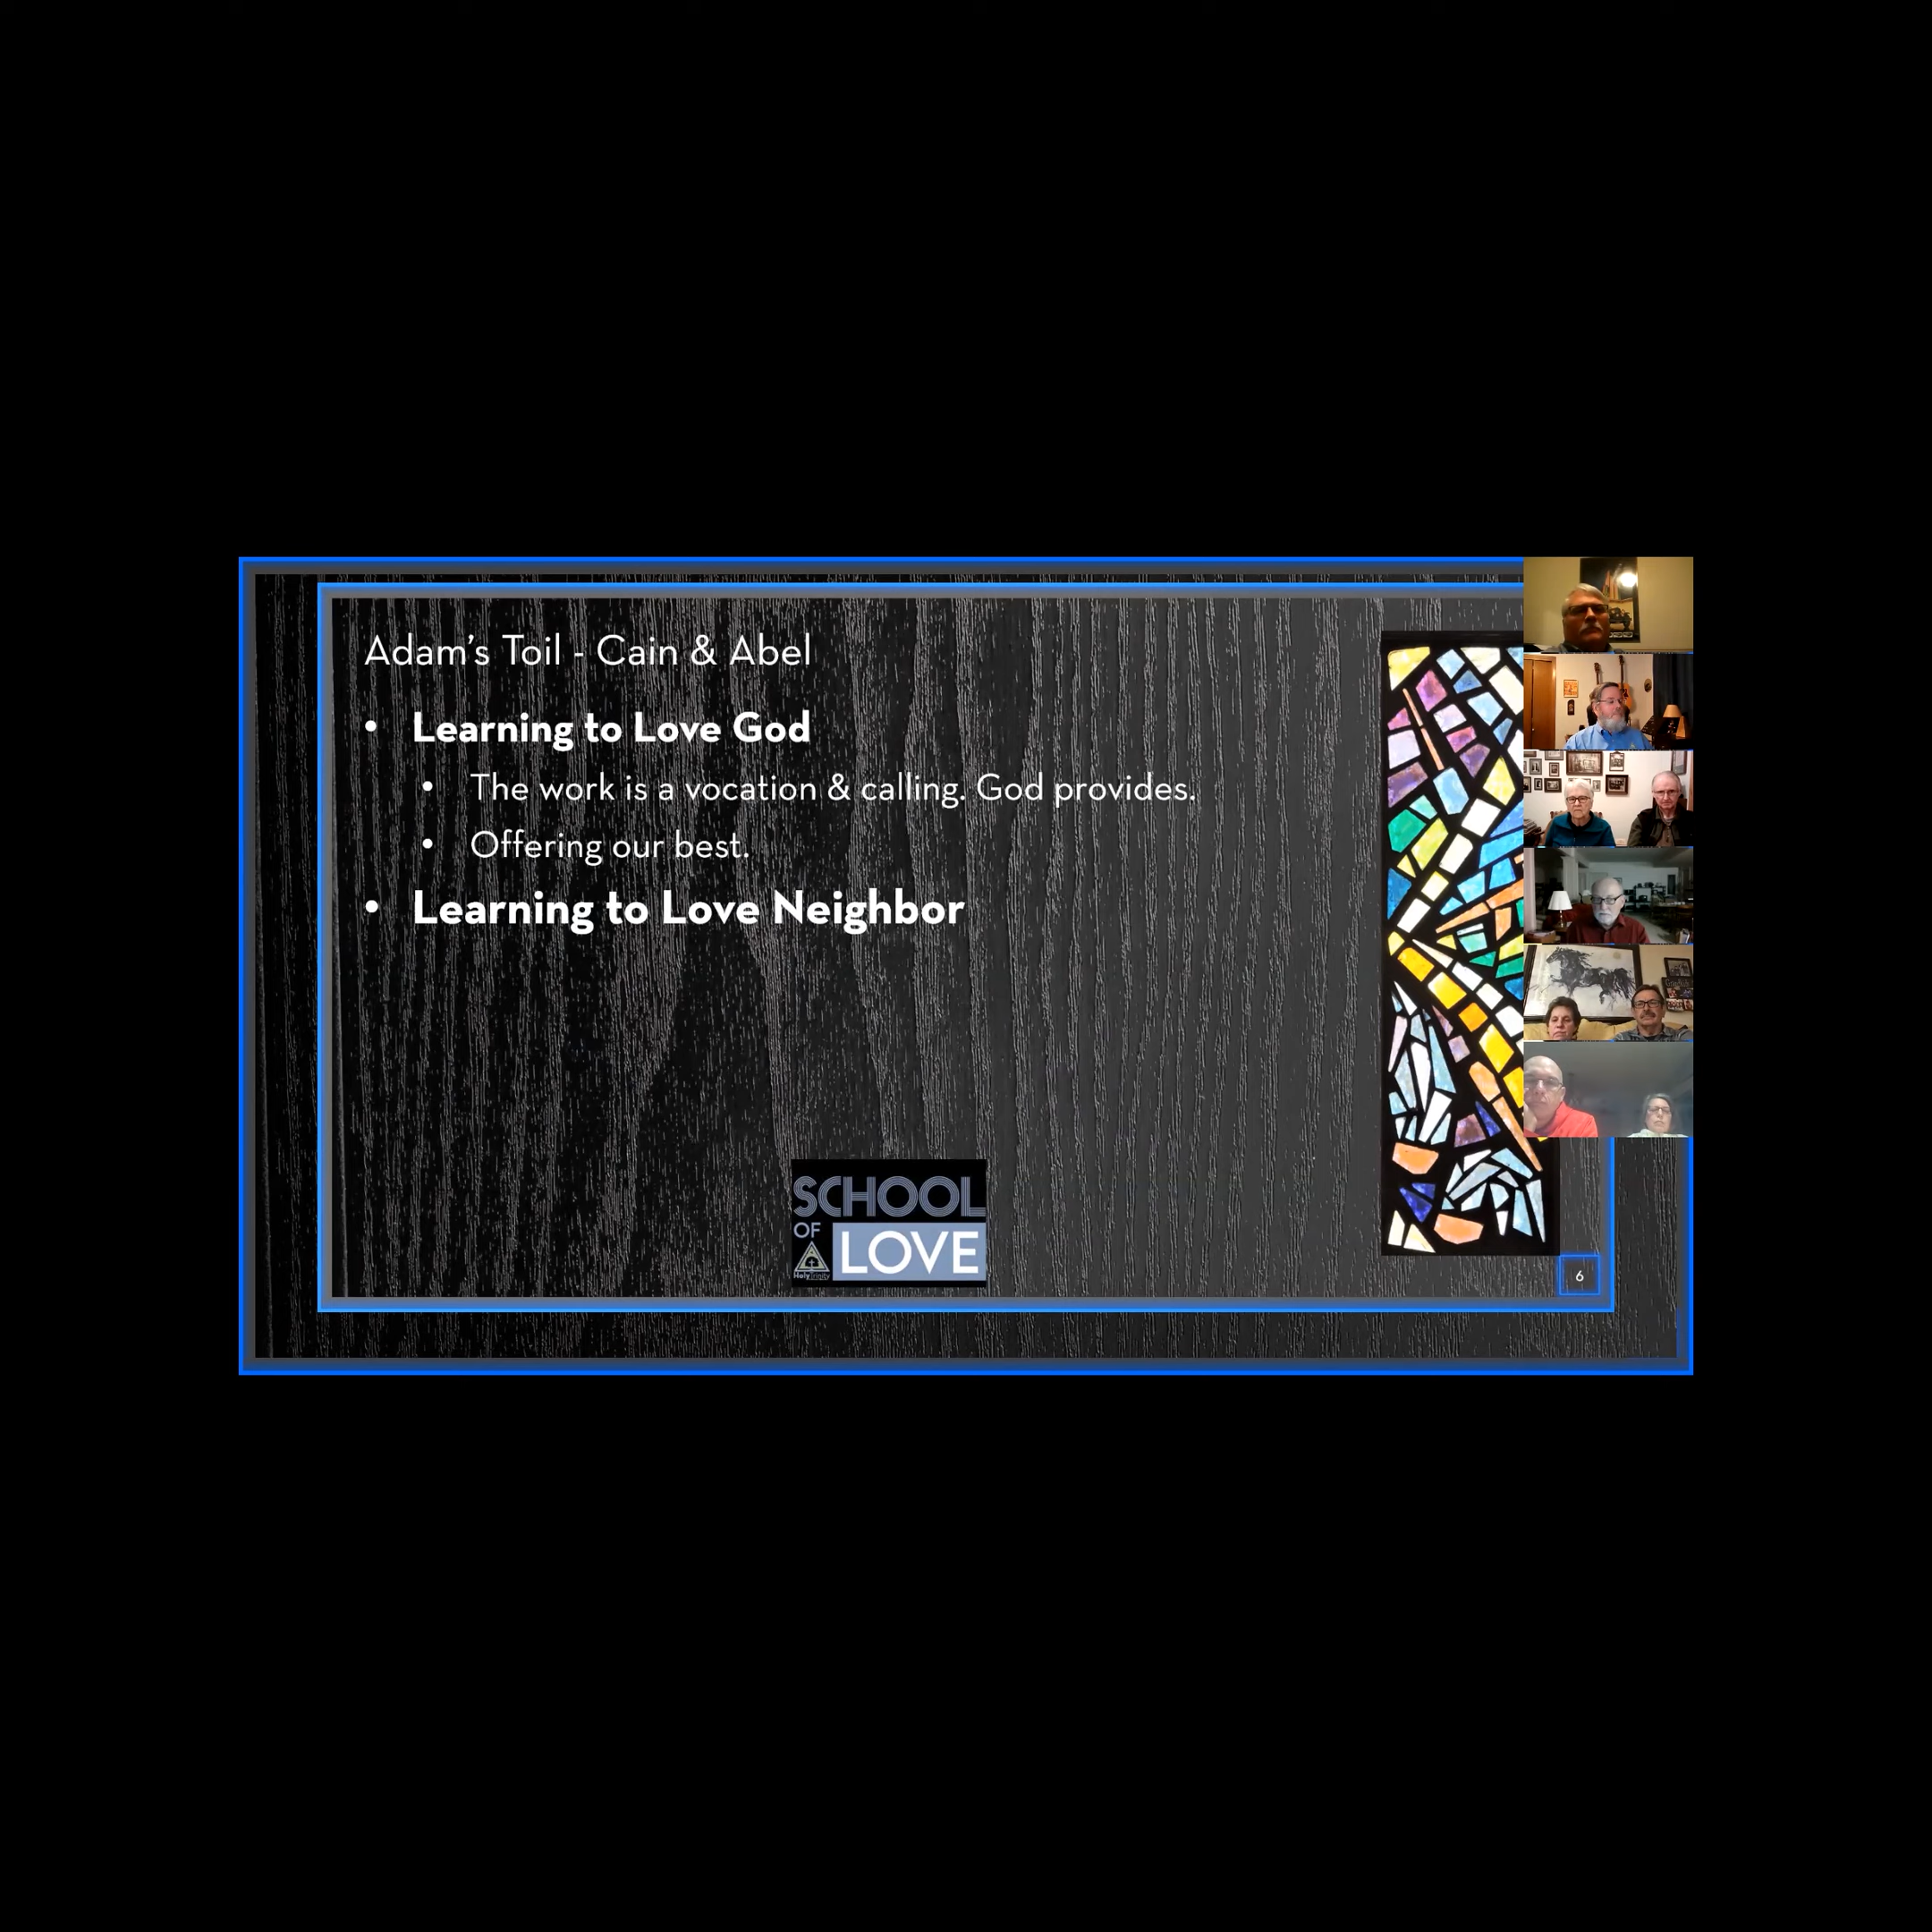 Adam's Toil - Cain & Abel
• Learning to Love God
• The work is a vocation & calling. God provides.
• Offering our best.
• Learning to Love Neighbor
SCHOOL
OF
LOVE
HolyTrinity
6